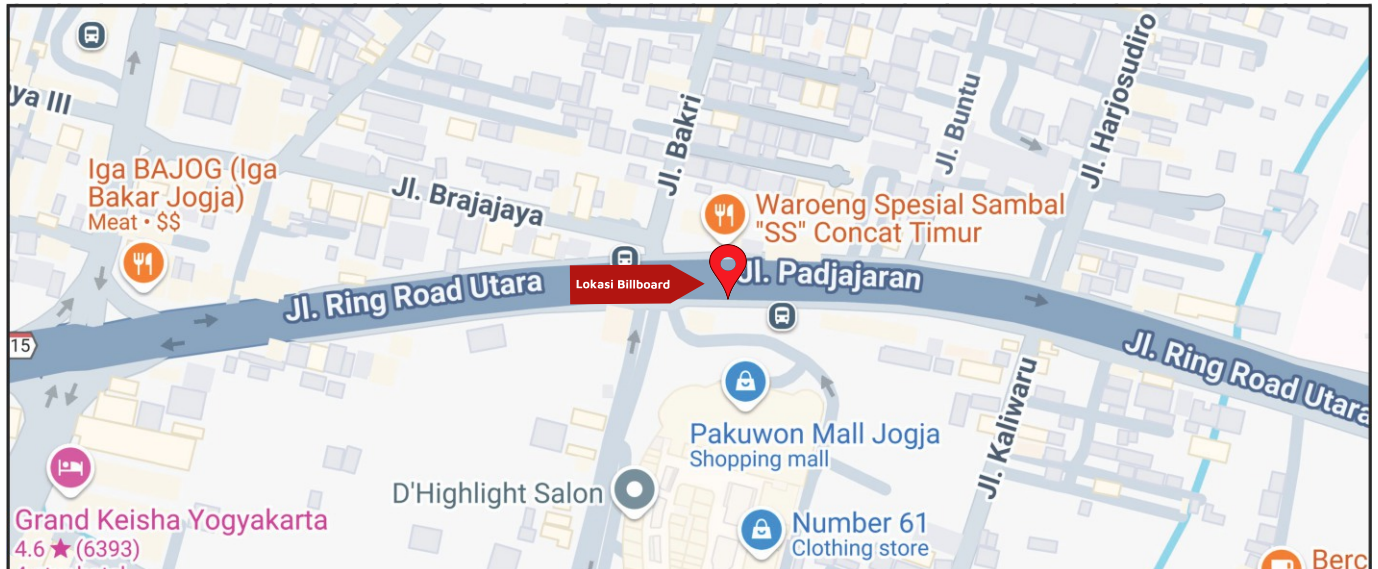 ya III
Iga BAJOG (Iga
Bakar Jogja)
Meat • $$
Jl. Brajajaya
Jl. Bakri
Jl. Buntu
Jl. Harjosudiro
Waroeng Spesial Sambal
"SS" Concat Timur
Jl. Ring Road Utara
Lokasi Billboard
Jl. Padjajaran
15
Jl. Ring Road Utara
Pakuwon Mall Jogja
Shopping mall
Jl. Kaliwaru
D'Highlight Salon
Grand Keisha Yogyakarta
4.6 ★ (6393)
Number 61
Clothing store
Berc